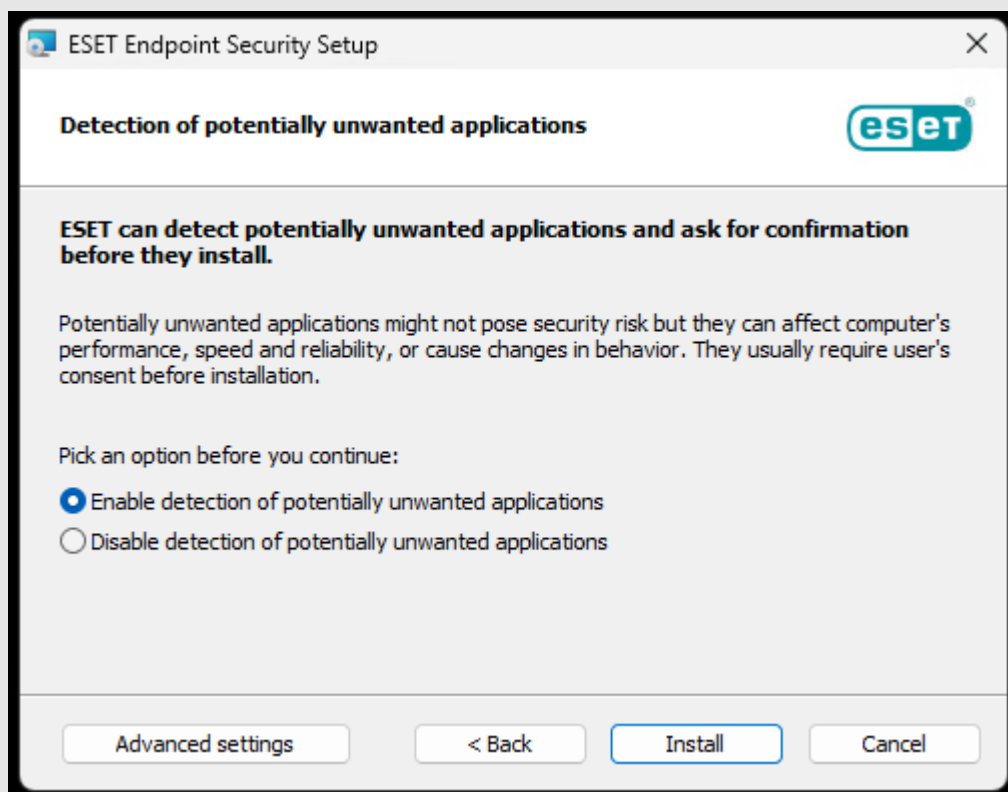 ESET Endpoint Security Setup
Detection of potentially unwanted applications
eset®
ESET can detect potentially unwanted applications and ask for confirmation
before they install.
Potentially unwanted applications might not pose security risk but they can affect computer's
performance, speed and reliability, or cause changes in behavior. They usually require user's
consent before installation.
Pick an option before you continue:
Enable detection of potentially unwanted applications
Disable detection of potentially unwanted applications
Advanced settings
< Back
Install
Cancel